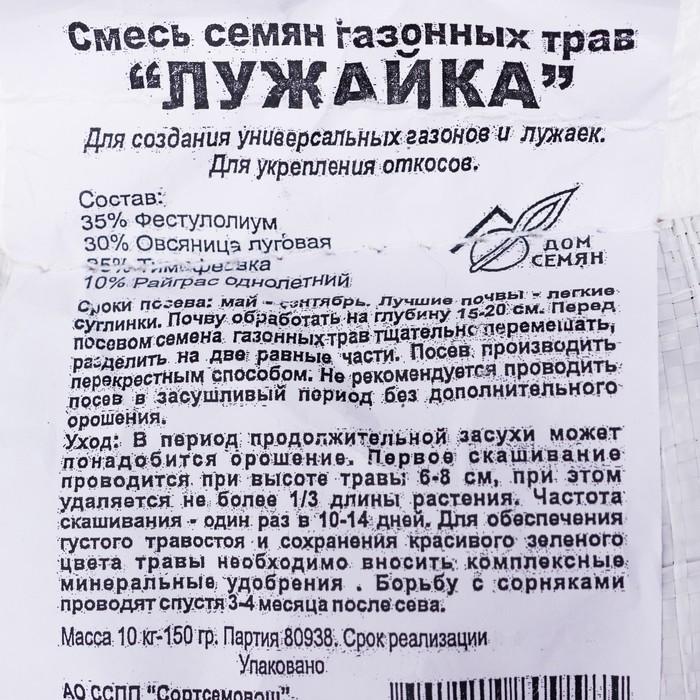 Смесь семян газонных трав
“ЛУЖАЙКА”
Для создания универсальных газонов и лужаек.
Для укрепления откосов.
Состав:
35% Фестулолиум
30% Овсяница луговая
25% Тимофеевка
10% Райграс однолетний
ДОМ
СЕМЯН
Сроки посева: май - сентябрь. Лучшие почвы - легкие
суглинки. Почву обработать на глубину 15-20 см. Перед
посевом семена газонных трав тщательно перемешать,
разделить на две равные части. Посев производить
перекрестным способом. Не рекомендуется проводить
посев в засушливый период без дополнительного
орошения.
Уход: В период продолжительной засухи может
понадобится орошение. Первое скашивание
проводится при высоте травы 6-8 см, при этом
удаляется не более 1/3 длины растения. Частота
скашивания - один раз в 10-14 дней. Для обеспечения
густого травостоя и сохранения красивого зеленого
цвета травы необходимо вносить комплексные
минеральные удобрения . Борьбу с сорняками
проводят спустя 3-4 месяца после сева.
Масса 10 кг-150 гр. Партия 80938. Срок реализации
Упаковано
АО ССПП “Сортсемовощ”